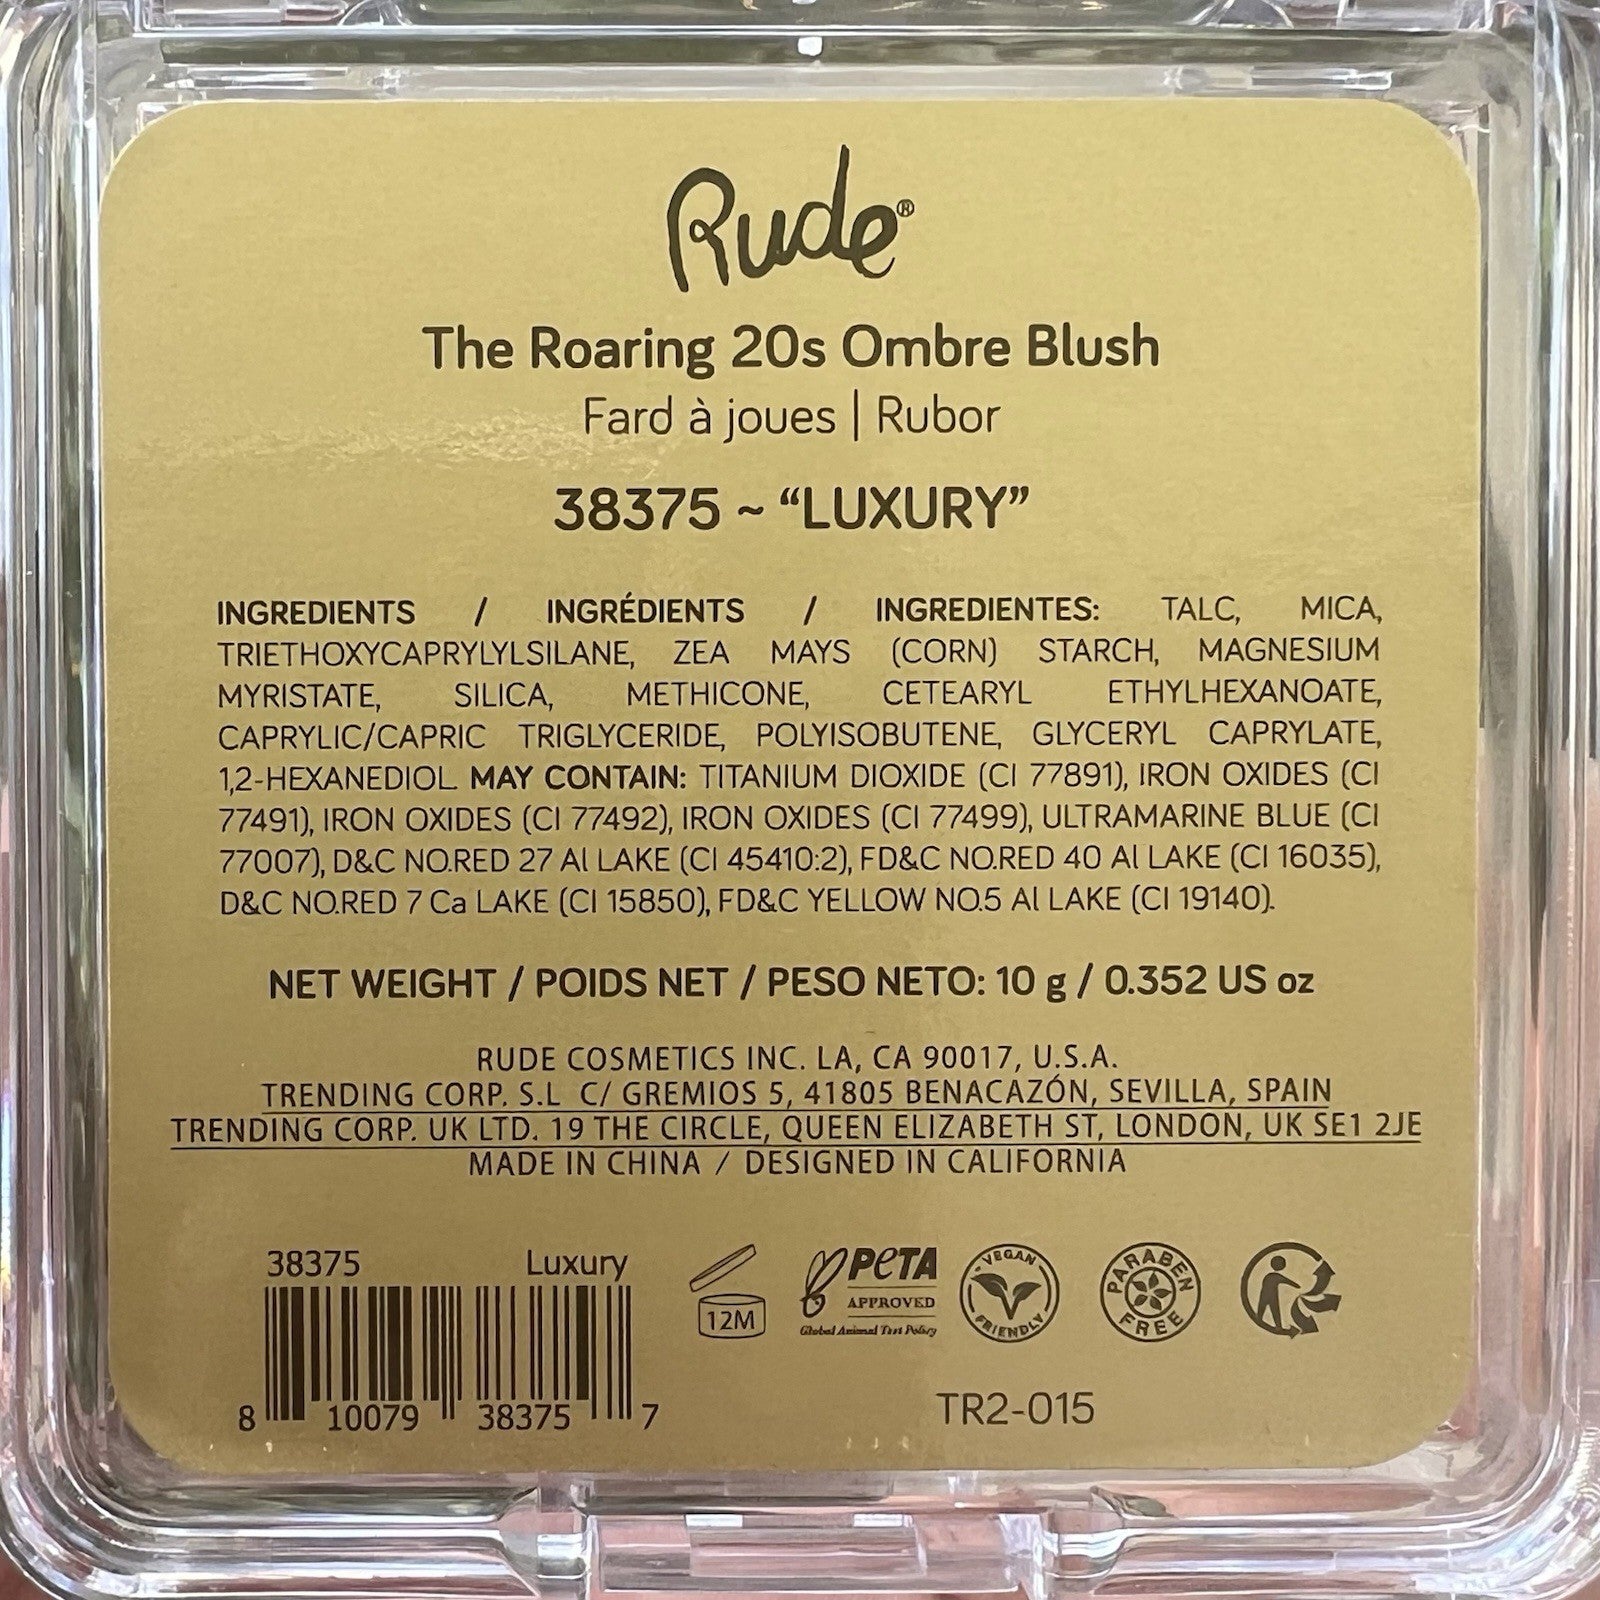 Rude®
The Roaring 20s Ombre Blush
Fard à joues | Rubor
38375 ~ “LUXURY”
INGREDIENTS / INGRÉDIENTS / INGREDIENTES: TALC, MICA,
TRIETHOXYCAPRYLYLSILANE, ZEA MAYS (CORN) STARCH, MAGNESIUM
MYRISTATE, SILICA, METHICONE, CETEARYL ETHYLHEXANOATE,
CAPRYLIC/CAPRIC TRIGLYCERIDE, POLYISOBUTENE, GLYCERYL CAPRYLATE,
1,2-HEXANEDIOL. MAY CONTAIN: TITANIUM DIOXIDE (CI 77891), IRON OXIDES (CI
77491), IRON OXIDES (CI 77492), IRON OXIDES (CI 77499), ULTRAMARINE BLUE (CI
77007), D&C NO.RED 27 Al LAKE (CI 45410:2), FD&C NO.RED 40 Al LAKE (CI 16035),
D&C NO.RED 7 Ca LAKE (CI 15850), FD&C YELLOW NO.5 Al LAKE (CI 19140).
NET WEIGHT / POIDS NET / PESO NETO: 10 g / 0.352 US oz
RUDE COSMETICS INC. LA, CA 90017, U.S.A.
TRENDING CORP. S.L C/ GREMIOS 5, 41805 BENACAZÓN, SEVILLA, SPAIN
TRENDING CORP. UK LTD. 19 THE CIRCLE, QUEEN ELIZABETH ST, LONDON, UK SE1 2JE
MADE IN CHINA / DESIGNED IN CALIFORNIA
38375 Luxury
8 10079 38375 7
12M
PETA
APPROVED
Global Animal Test Policy
VEGAN
FRIENDLY
PARABEN
FREE
TR2-015